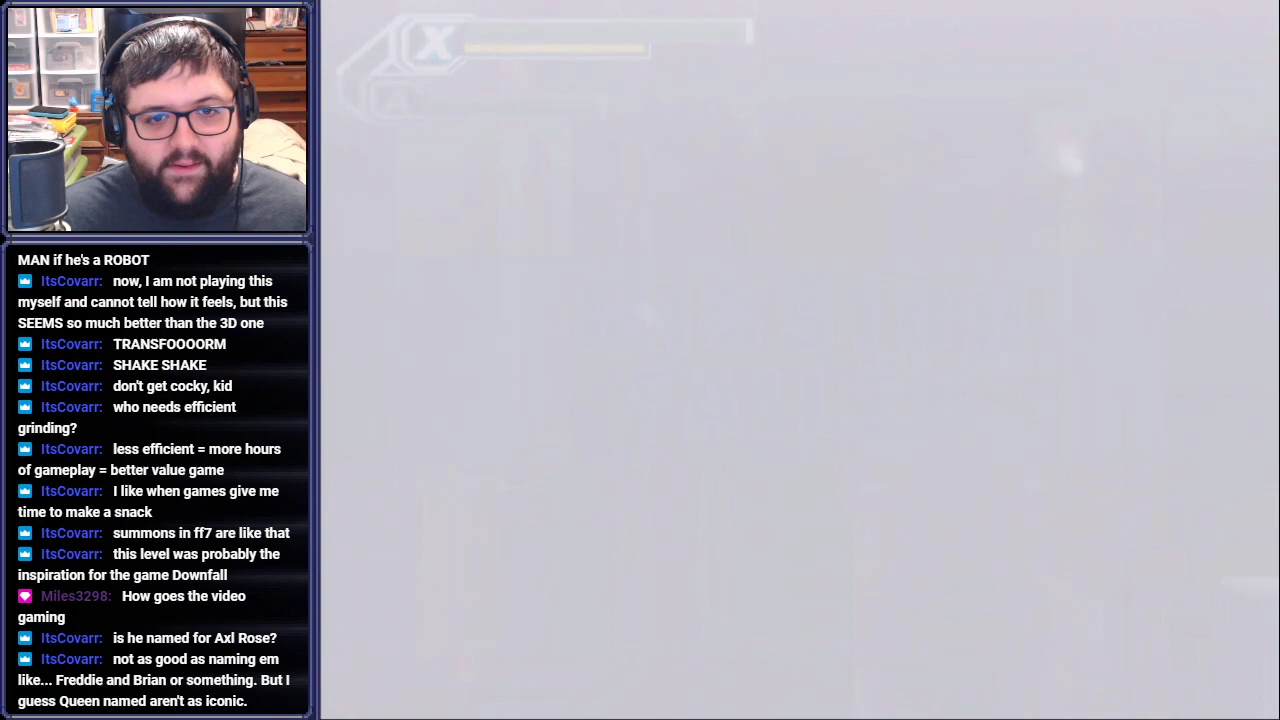 X
A
MAN if he's a ROBOT
ItsCovarr: now, I am not playing this
myself and cannot tell how it feels, but this
SEEMS so much better than the 3D one
ItsCovarr: TRANSFOOOORM
ItsCovarr: SHAKE SHAKE
ItsCovarr: don't get cocky, kid
ItsCovarr: who needs efficient
grinding?
ItsCovarr: less efficient = more hours
of gameplay = better value game
ItsCovarr: I like when games give me
time to make a snack
ItsCovarr: summons in ff7 are like that
ItsCovarr: this level was probably the
inspiration for the game Downfall
Miles3298: How goes the video
gaming
ItsCovarr: is he named for Axl Rose?
ItsCovarr: not as good as naming em
like... Freddie and Brian or something. But I
guess Queen named aren't as iconic.